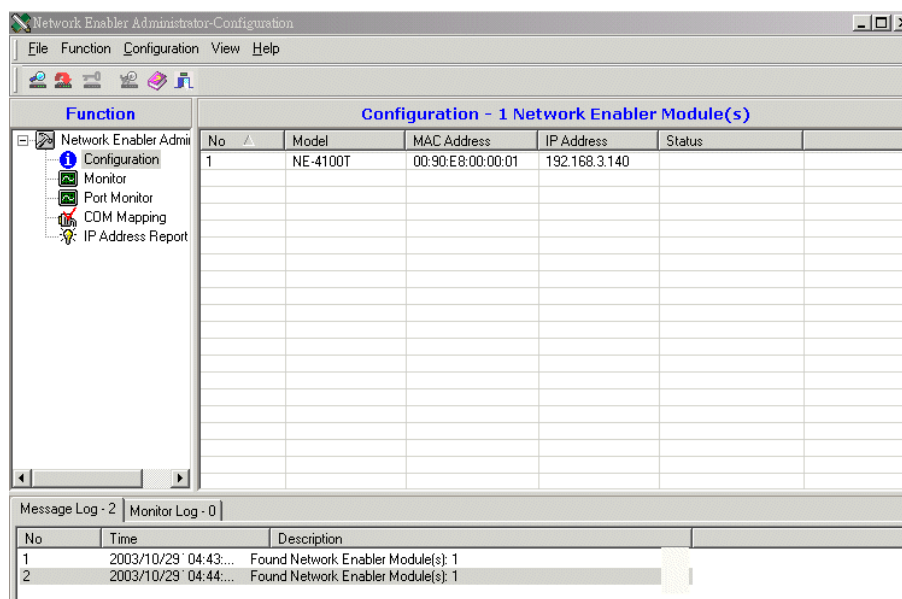 Network Enabler Administrator-Configuration
File Function Configuration View Help
Function
Configuration - 1 Network Enabler Module(s)
Network Enabler Admi
Configuration
Monitor
Port Monitor
COM Mapping
IP Address Report
No Model MAC Address IP Address Status
1 NE-4100T 00:90:E8:00:00:01 192.168.3.140
Message Log - 2 Monitor Log - 0
No Time Description
1 2003/10/29 04:43:... Found Network Enabler Module(s): 1
2 2003/10/29 04:44:... Found Network Enabler Module(s): 1